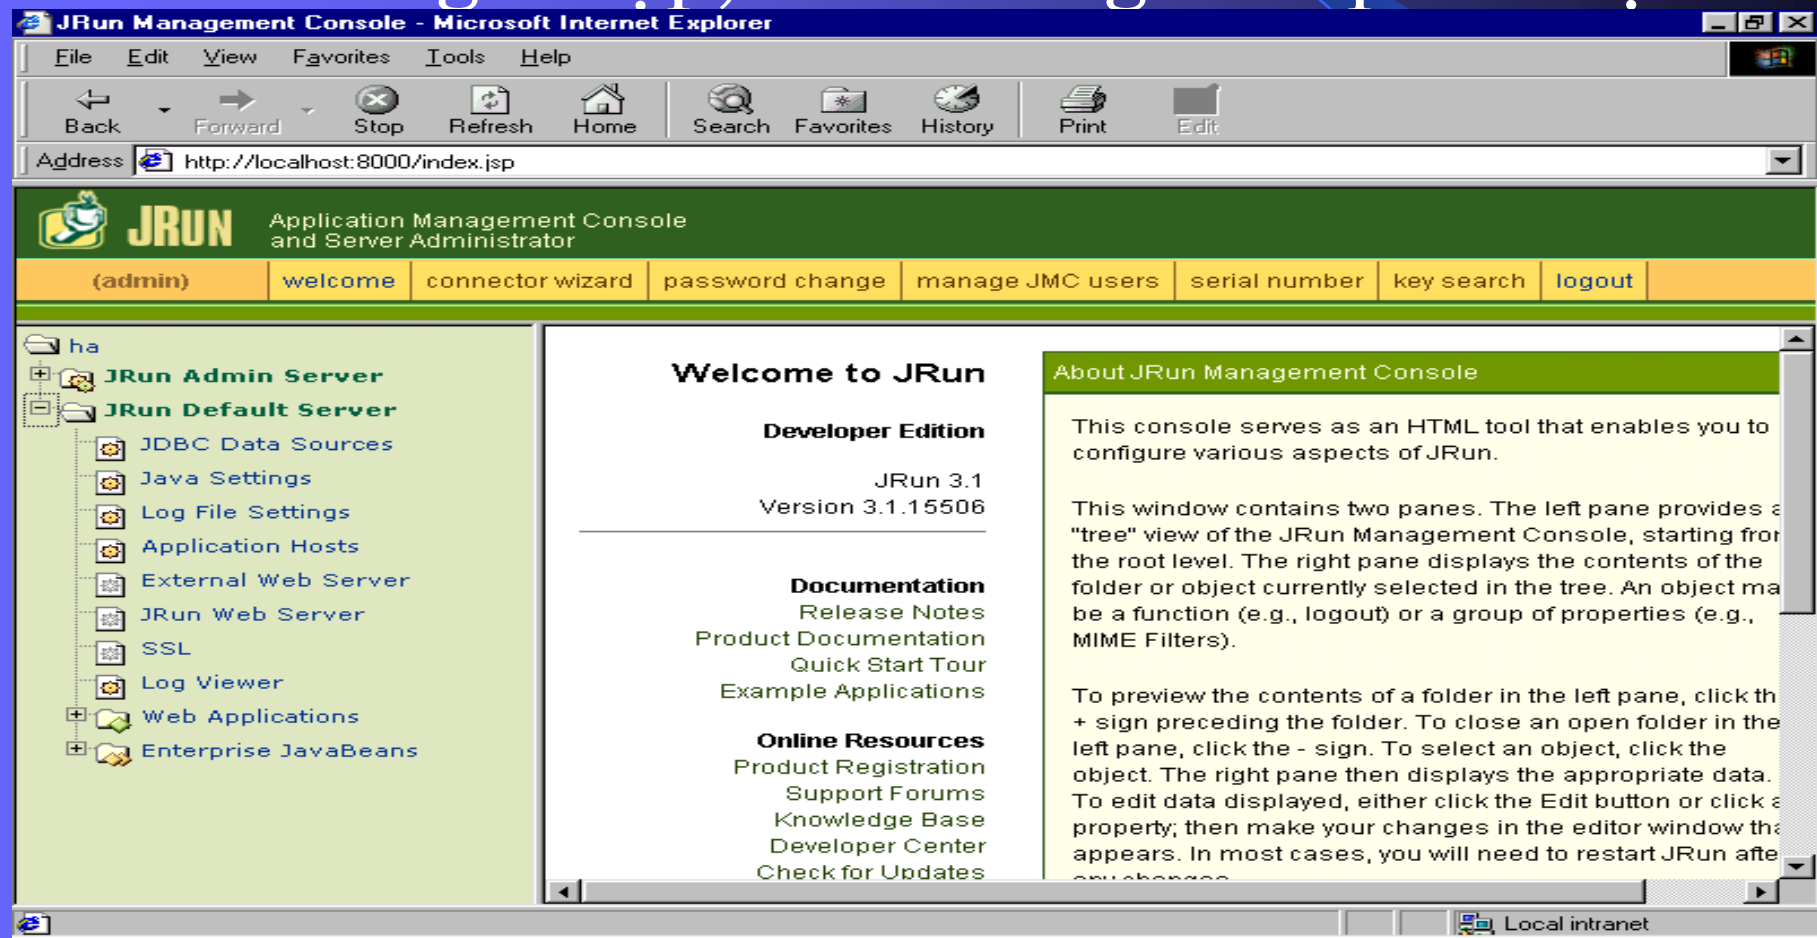 JRun Management Console - Microsoft Internet Explorer
File Edit View Favorites Tools Help
Back Forward Stop Refresh Home Search Favorites History Print Edit
Address http://localhost:8000/index.jsp
JRUN Application Management Console
and Server Administrator
(admin) welcome connector wizard password change manage JMC users serial number key search logout
ha
JRun Admin Server
JRun Default Server
JDBC Data Sources
Java Settings
Log File Settings
Application Hosts
External Web Server
JRun Web Server
SSL
Log Viewer
Web Applications
Enterprise JavaBeans
Welcome to JRun
Developer Edition
JRun 3.1
Version 3.1.15506
Documentation
Release Notes
Product Documentation
Quick Start Tour
Example Applications
Online Resources
Product Registration
Support Forums
Knowledge Base
Developer Center
Check for Updates
About JRun Management Console
This console serves as an HTML tool that enables you to
configure various aspects of JRun.
This window contains two panes. The left pane provides
"tree" view of the JRun Management Console, starting
the root level. The right pane displays the contents of the
folder or object currently selected in the tree. An object
be a function (e.g., logout) or a group of properties (e.g.,
MIME Filters).
To preview the contents of a folder in the left pane, click
+ sign preceding the folder. To close an open folder in the
left pane, click the - sign. To select an object, click the
object. The right pane then displays the appropriate data.
To edit data displayed, either click the Edit button or click
property; then make your changes in the editor window
appears. In most cases, you will need to restart JRun
Local intranet